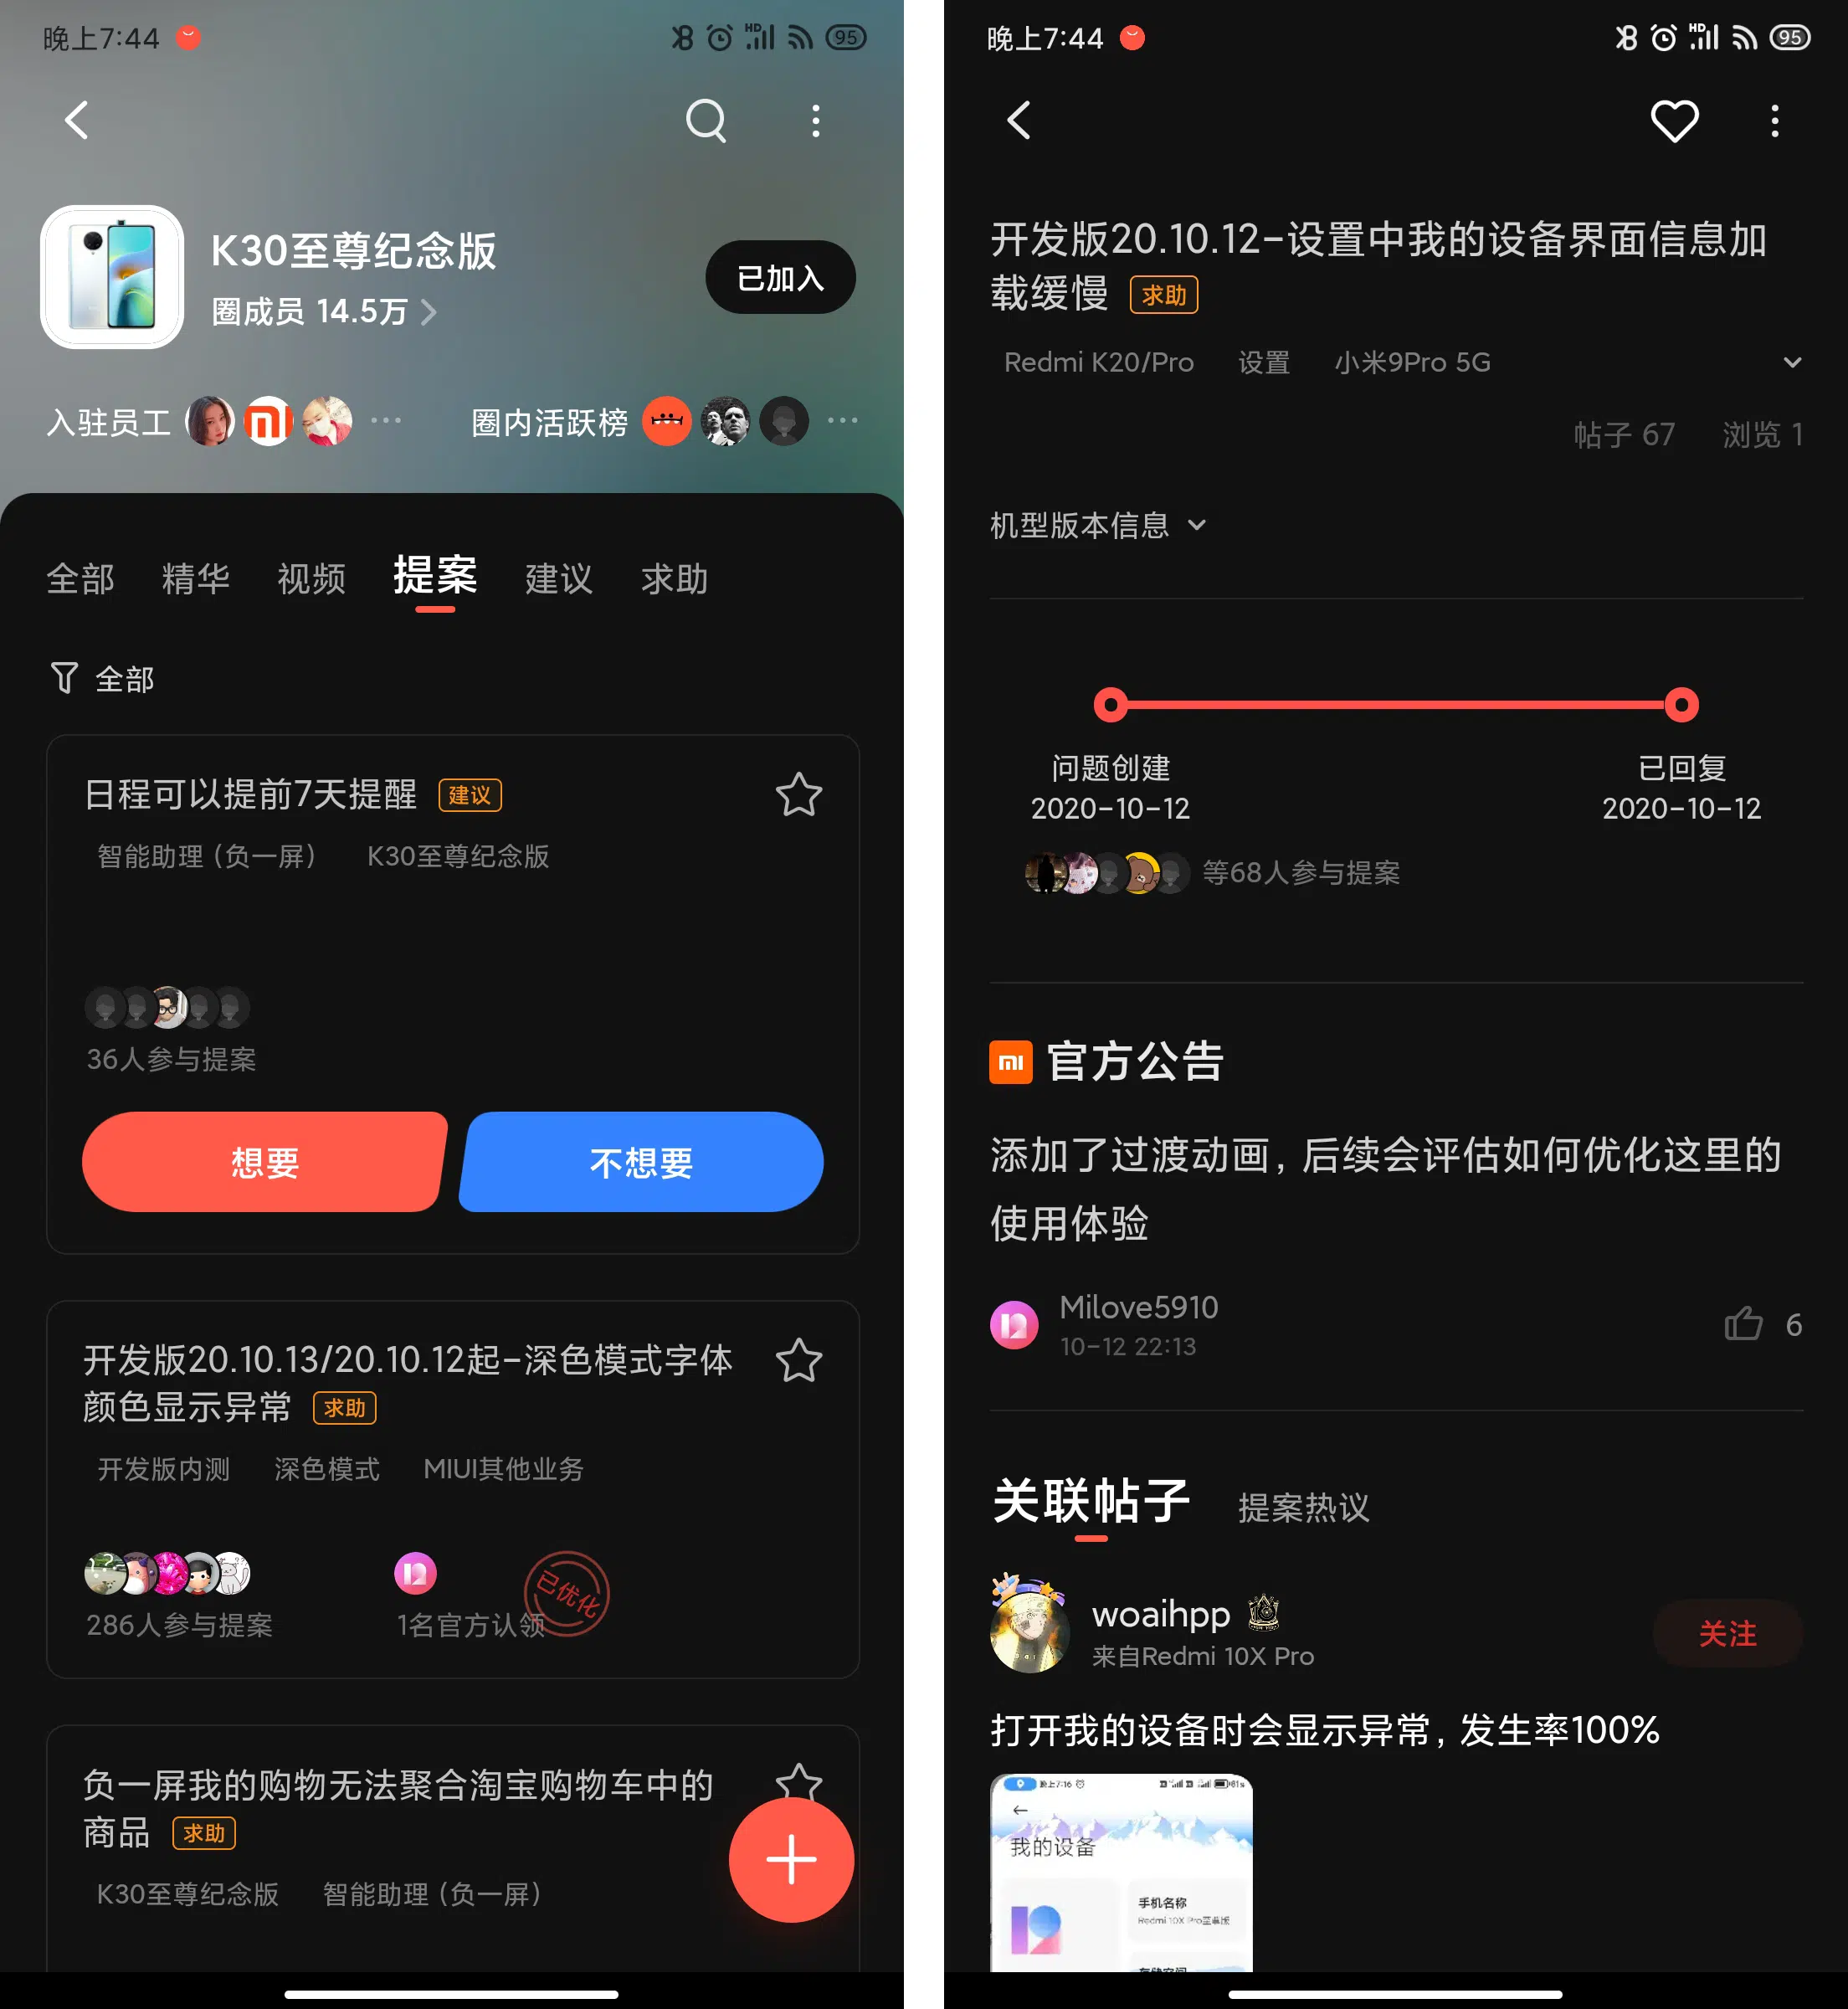 晚上7:44
HD
95
K30至尊纪念版
圈成员 14.5万
已加入
入驻员工
圈内活跃榜
全部
精华
视频
提案
建议
求助
全部
日程可以提前7天提醒 建议
智能助理（负一屏）
K30至尊纪念版
36人参与提案
想要
不想要
开发版20.10.13/20.10.12起-深色模式字体
颜色显示异常 求助
开发版内测
深色模式
MIUI其他业务
286人参与提案
1名官方认领
已优化
负一屏我的购物无法聚合淘宝购物车中的
商品 求助
K30至尊纪念版
智能助理（负一屏）
晚上7:44
HD
95
开发版20.10.12-设置中我的设备界面信息加
载缓慢 求助
Redmi K20/Pro
设置
小米9Pro 5G
帖子 67
浏览 1
机型版本信息
问题创建
2020-10-12
已回复
2020-10-12
等68人参与提案
官方公告
添加了过渡动画，后续会评估如何优化这里的
使用体验
Milove5910
10-12 22:13
6
关联帖子
提案热议
woaihpp
来自Redmi 10X Pro
关注
打开我的设备时会显示异常，发生率100%
晚上7:16
我的设备
手机名称
Redmi 10X Pro至尊版